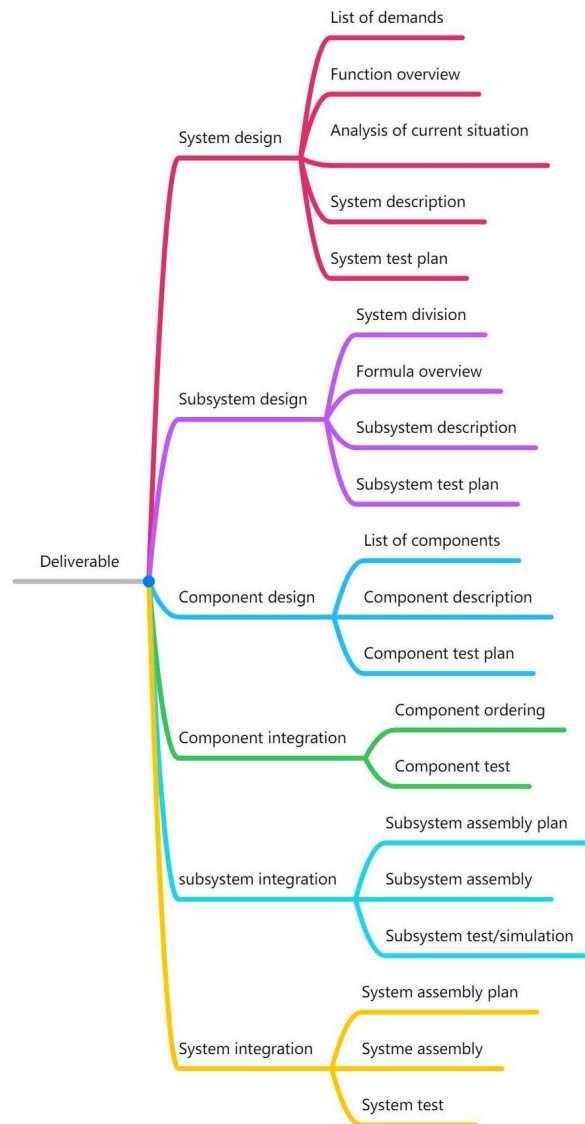 List of demands
Function overview
Analysis of current situation
System design
System description
System test plan
System division
Formula overview
Subsystem design
Subsystem description
Subsystem test plan
List of components
Deliverable
Component design
Component description
Component test plan
Component ordering
Component integration
Component test
Subsystem assembly plan
subsystem integration
Subsystem assembly
Subsystem test/simulation
System assembly plan
System integration
Systme assembly
System test